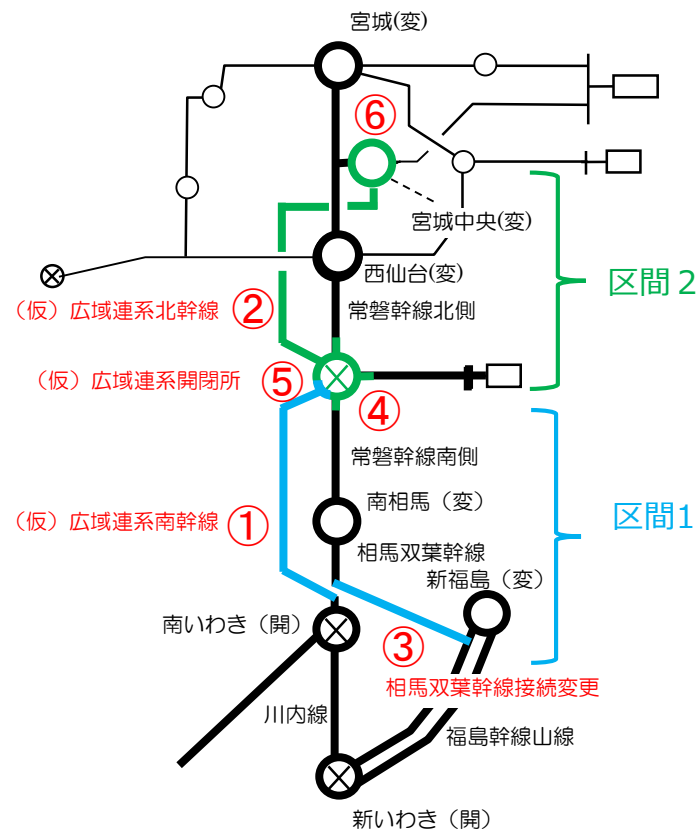 宮城(変)
⑥
宮城中央(変)
西仙台(変)
区間２
（仮）広域連系北幹線
②
常磐幹線北側
（仮）広域連系開閉所
⑤
④
常磐幹線南側
南相馬（変）
区間1
（仮）広域連系南幹線
①
相馬双葉幹線
新福島（変）
南いわき（開）
③
相馬双葉幹線接続変更
川内線
福島幹線山線
新いわき（開）